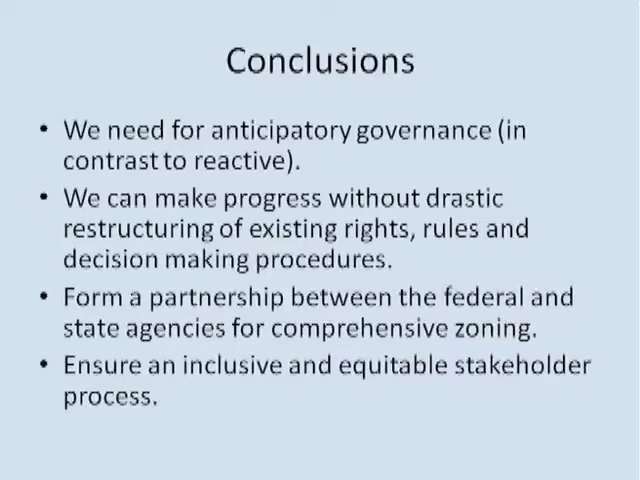 Conclusions
• We need for anticipatory governance (in
contrast to reactive).
• We can make progress without drastic
restructuring of existing rights, rules and
decision making procedures.
• Form a partnership between the federal and
state agencies for comprehensive zoning.
• Ensure an inclusive and equitable stakeholder
process.